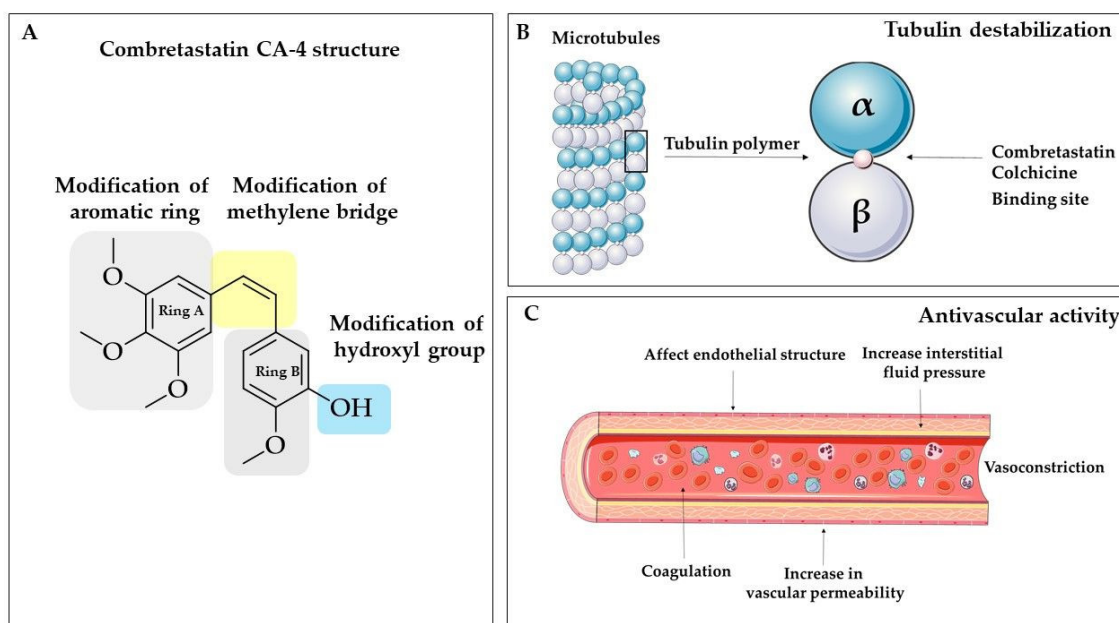 A
Combretastatin CA-4 structure
Modification of
aromatic ring
Modification of
methylene bridge
O
O
O
Ring A
Ring B
Modification of
hydroxyl group
OH
O
B
Tubulin destabilization
Microtubules
Tubulin polymer
α
β
Combretastatin
Colchicine
Binding site
C
Antivascular activity
Affect endothelial structure
Increase interstitial
fluid pressure
Vasoconstriction
Coagulation
Increase in
vascular permeability